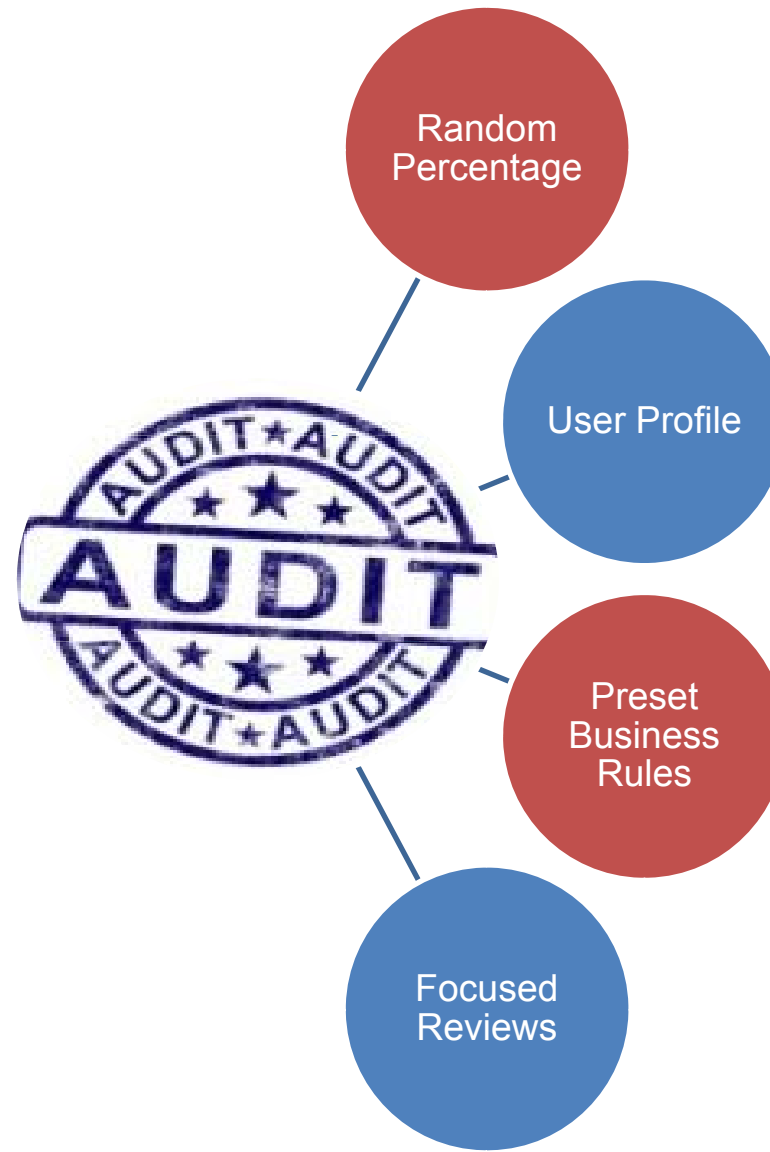 Random
Percentage
User Profile
AUDIT★AUDIT
AUDIT
AUDIT★AUDIT
Preset
Business
Rules
Focused
Reviews